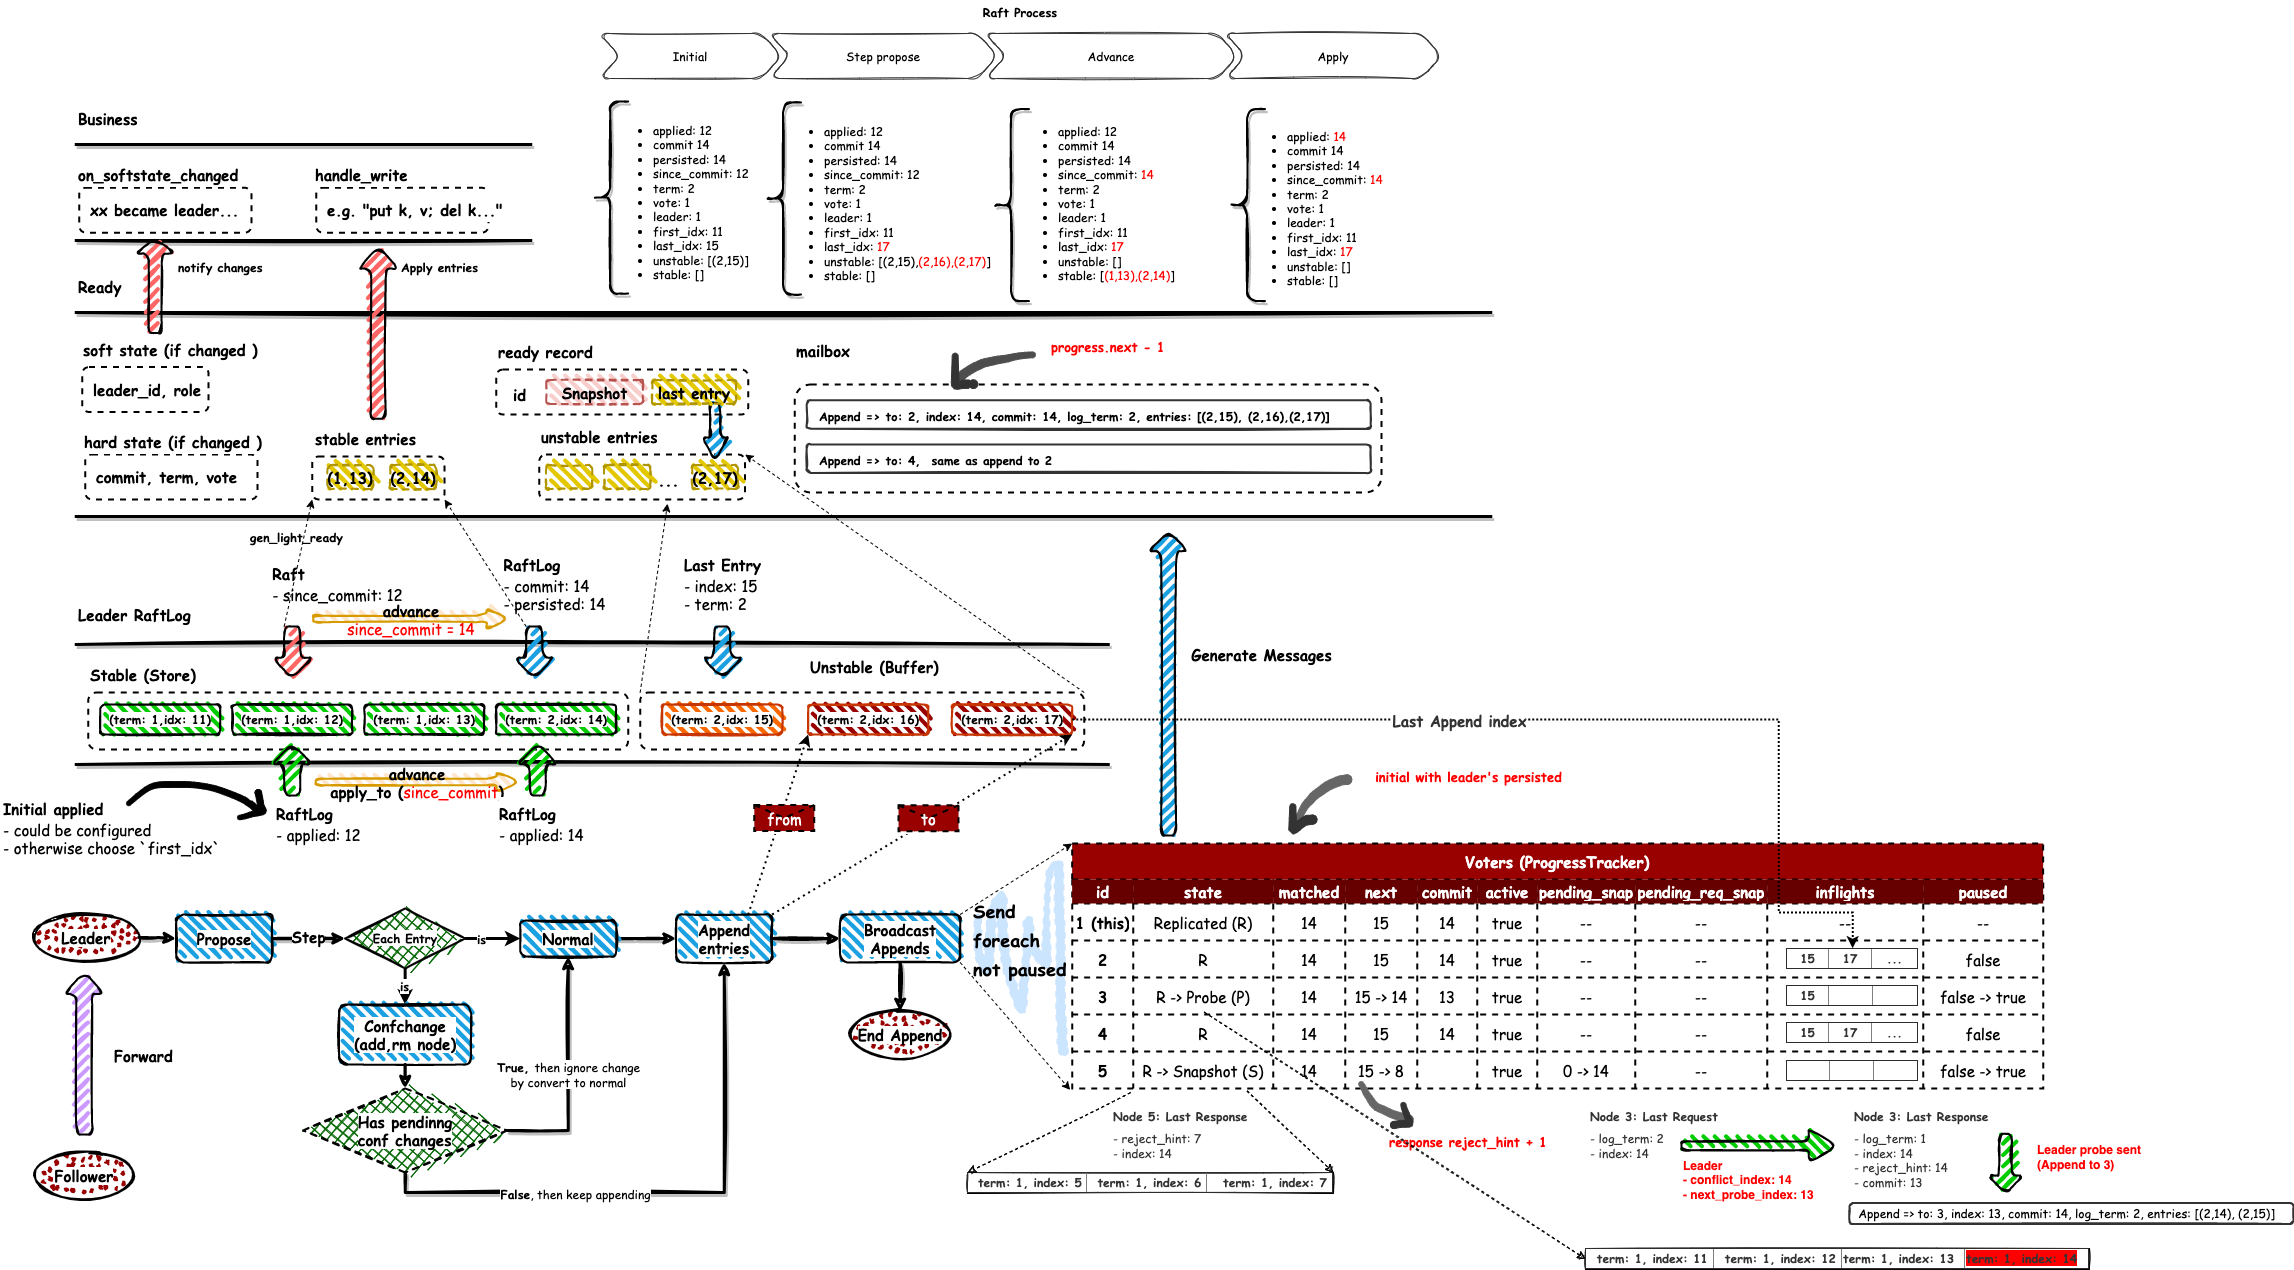 Raft Process
Initial
Step propose
Advance
Apply
Business
on_softstate_changed
xx became leader...
handle_write
e.g. "put k, v; del k..."
applied: 12
commit 14
persisted: 14
since_commit: 12
term: 2
vote: 1
leader: 1
first_idx: 11
last_idx: 15
unstable: [(2,15)]
stable: []
applied: 12
commit 14
persisted: 14
since_commit: 12
term: 2
vote: 1
leader: 1
first_idx: 11
last_idx: 17
unstable: [(2,15),(2,16),(2,17)]
stable: []
applied: 12
commit 14
persisted: 14
since_commit: 14
term: 2
vote: 1
leader: 1
first_idx: 11
last_idx: 17
unstable: []
stable: [(1,13),(2,14)]
applied: 14
commit 14
persisted: 14
since_commit: 14
term: 2
vote: 1
leader: 1
first_idx: 11
last_idx: 17
unstable: []
stable: []
notify changes
Apply entries
Ready
soft state (if changed )
leader_id, role
hard state (if changed )
commit, term, vote
stable entries
(1,13) (2,14)
ready record
id Snapshot last entry
unstable entries
... (2,17)
mailbox
progress.next - 1
Append => to: 2, index: 14, commit: 14, log_term: 2, entries: [(2,15), (2,16),(2,17)]
Append => to: 4, same as append to 2
gen_light_ready
Raft
- since_commit: 12
RaftLog
- commit: 14
- persisted: 14
Last Entry
- index: 15
- term: 2
Leader RaftLog
advance
since_commit = 14
Generate Messages
Stable (Store)
Unstable (Buffer)
(term: 1,idx: 11) (term: 1,idx: 12) (term: 1,idx: 13) (term: 2,idx: 14) (term: 2,idx: 15) (term: 2,idx: 16) (term: 2,idx: 17)
Last Append index
advance
apply_to (since_commit)
Initial applied
- could be configured
- otherwise choose `first_idx`
RaftLog
- applied: 12
RaftLog
- applied: 14
from
to
initial with leader's persisted
Leader
Propose
Step
Each Entry
is
Normal
Append
entries
Broadcast
Appends
Send
foreach
not paused
is
Confchange
(add,rm node)
Has pendinng
conf changes
True, then ignore change
by convert to normal
False, then keep appending
End Append
Forward
Follower
Voters (ProgressTracker)
id state matched next commit active pending_snap pending_req_snap inflights paused
1 (this) Replicated (R) 14 15 14 true -- -- -- --
2 R 14 15 14 true -- -- 15 17 ... false
3 R -> Probe (P) 14 15 -> 14 13 true -- -- 15 false -> true
4 R 14 15 14 true -- -- 15 17 ... false
5 R -> Snapshot (S) 14 15 -> 8 true 0 -> 14 -- false -> true
Node 5: Last Response
- reject_hint: 7
- index: 14
term: 1, index: 5 term: 1, index: 6 term: 1, index: 7
response reject_hint + 1
Node 3: Last Request
- log_term: 2
- index: 14
Leader
- conflict_index: 14
- next_probe_index: 13
Node 3: Last Response
- log_term: 1
- index: 14
- reject_hint: 14
- commit: 13
Leader probe sent
(Append to 3)
Append => to: 3, index: 13, commit: 14, log_term: 2, entries: [(2,14), (2,15)]
term: 1, index: 11 term: 1, index: 12 term: 1, index: 13 term: 1, index: 14